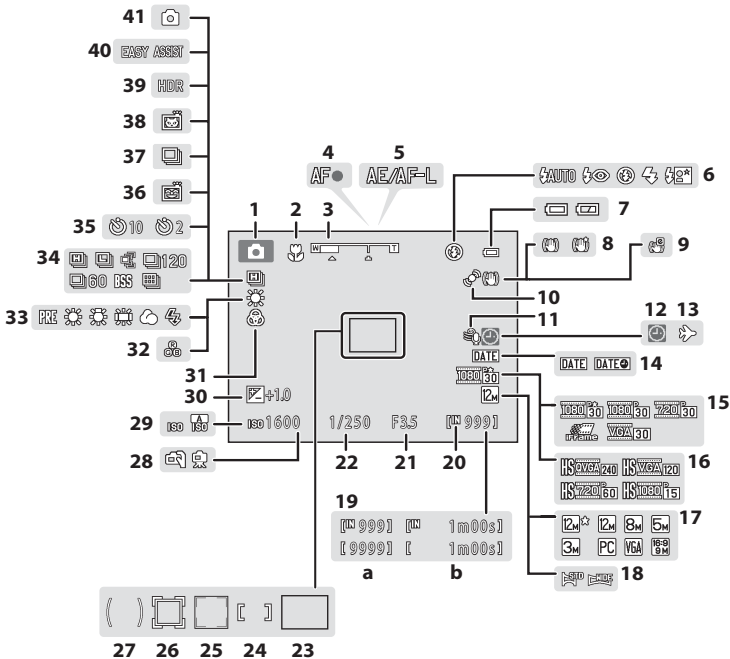 41
40 EASY ASSIST
39 HDR
38
37
36
35 10 2
34 H L 120
60 BSS
33 PRE
32 R G B
31
30 +1.0
29 ISO A ISO
28
1
2
3 W T
4 AF
5 AE/AF-L
6 AUTO
7
8
9
10
11
12 13
DATE
DATE DATE 14
1080 30
12M
1080 30 1080 30 720 30 15
iFrame VGA 30
HS QVGA 240 HS VGA 120 16
HS 720 60 HS 1080 15
12M 12M 8M 5M 17
3M PC VGA 16:9 9M
STD WIDE 18
ISO 1600 1/250 F3.5 [IN 999]
22 21 20
19
[IN 999] [IN 1m00s]
[ 9999] [ 1m00s]
a b
27 26 25 24 23